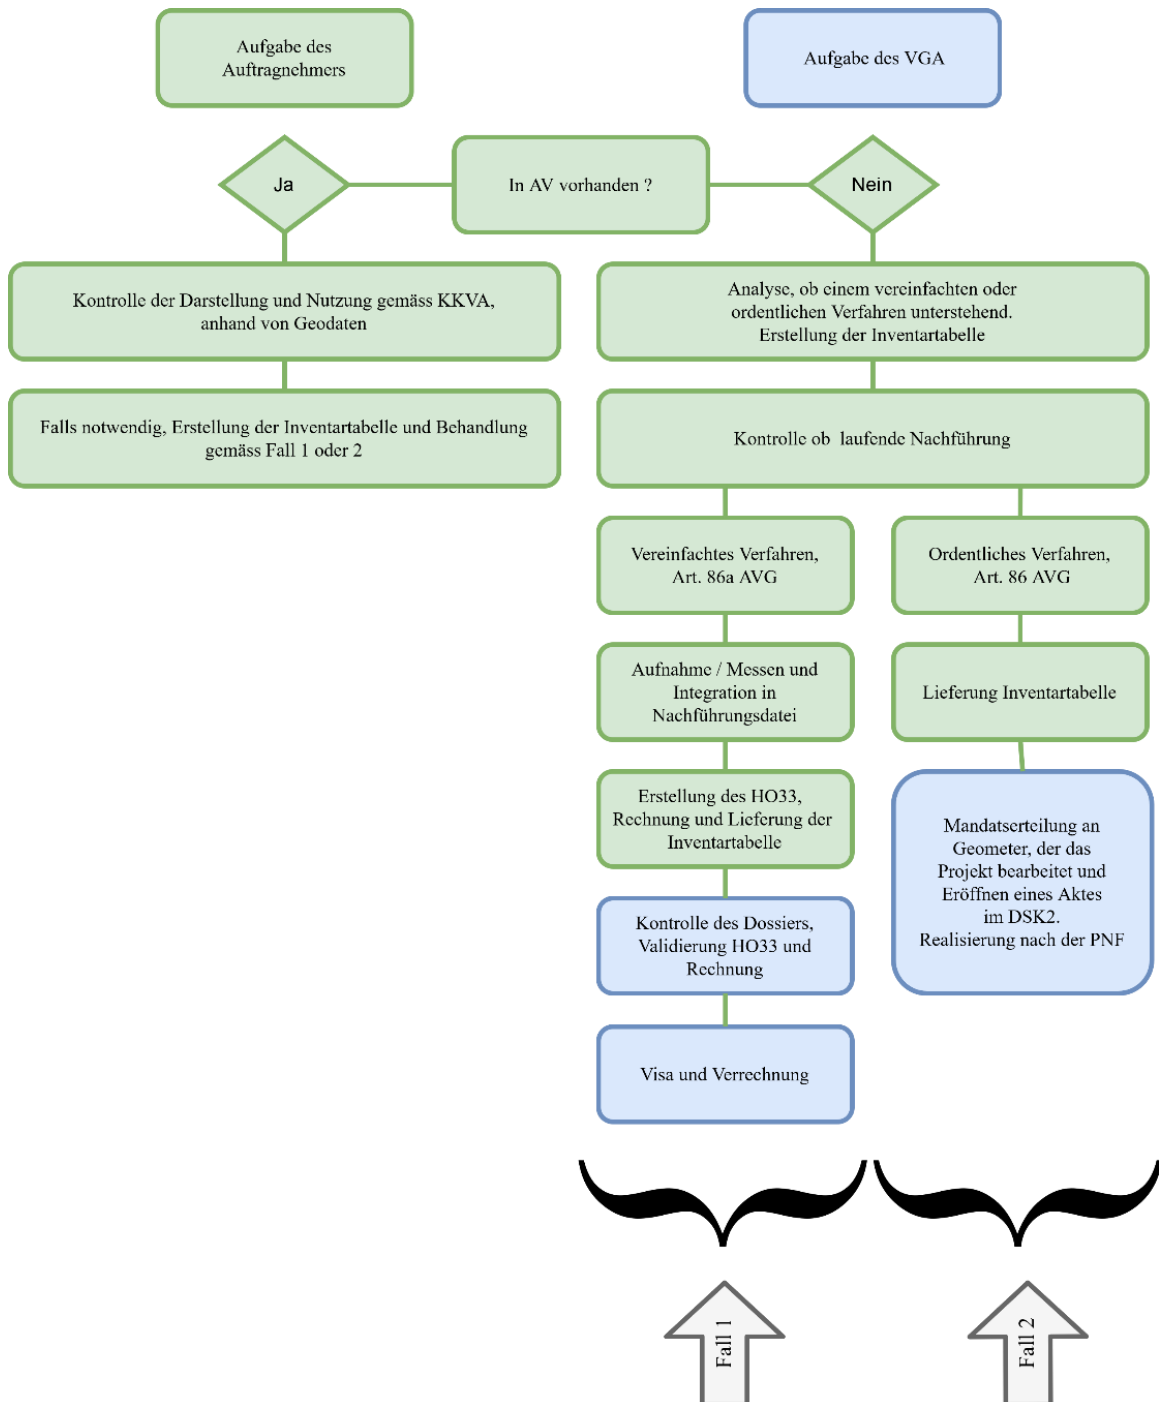 Aufgabe des
Auftragnehmers
Aufgabe des VGA
Ja
In AV vorhanden ?
Nein
Kontrolle der Darstellung und Nutzung gemäss KKVA,
anhand von Geodaten
Analyse, ob einem vereinfachten oder
ordentlichen Verfahren unterstehend.
Erstellung der Inventartabelle
Falls notwendig, Erstellung der Inventartabelle und Behandlung
gemäss Fall 1 oder 2
Kontrolle ob laufende Nachführung
Vereinfachtes Verfahren,
Art. 86a AVG
Ordentliches Verfahren,
Art. 86 AVG
Aufnahme / Messen und
Integration in
Nachführungsdatei
Lieferung Inventartabelle
Erstellung des HO33,
Rechnung und Lieferung der
Inventartabelle
Mandatserteilung an
Geometer, der das
Projekt bearbeitet und
Eröffnen eines Aktes
im DSK2.
Realisierung nach der PNF
Kontrolle des Dossiers,
Validierung HO33 und
Rechnung
Visa und Verrechnung
Fall 1
Fall 2